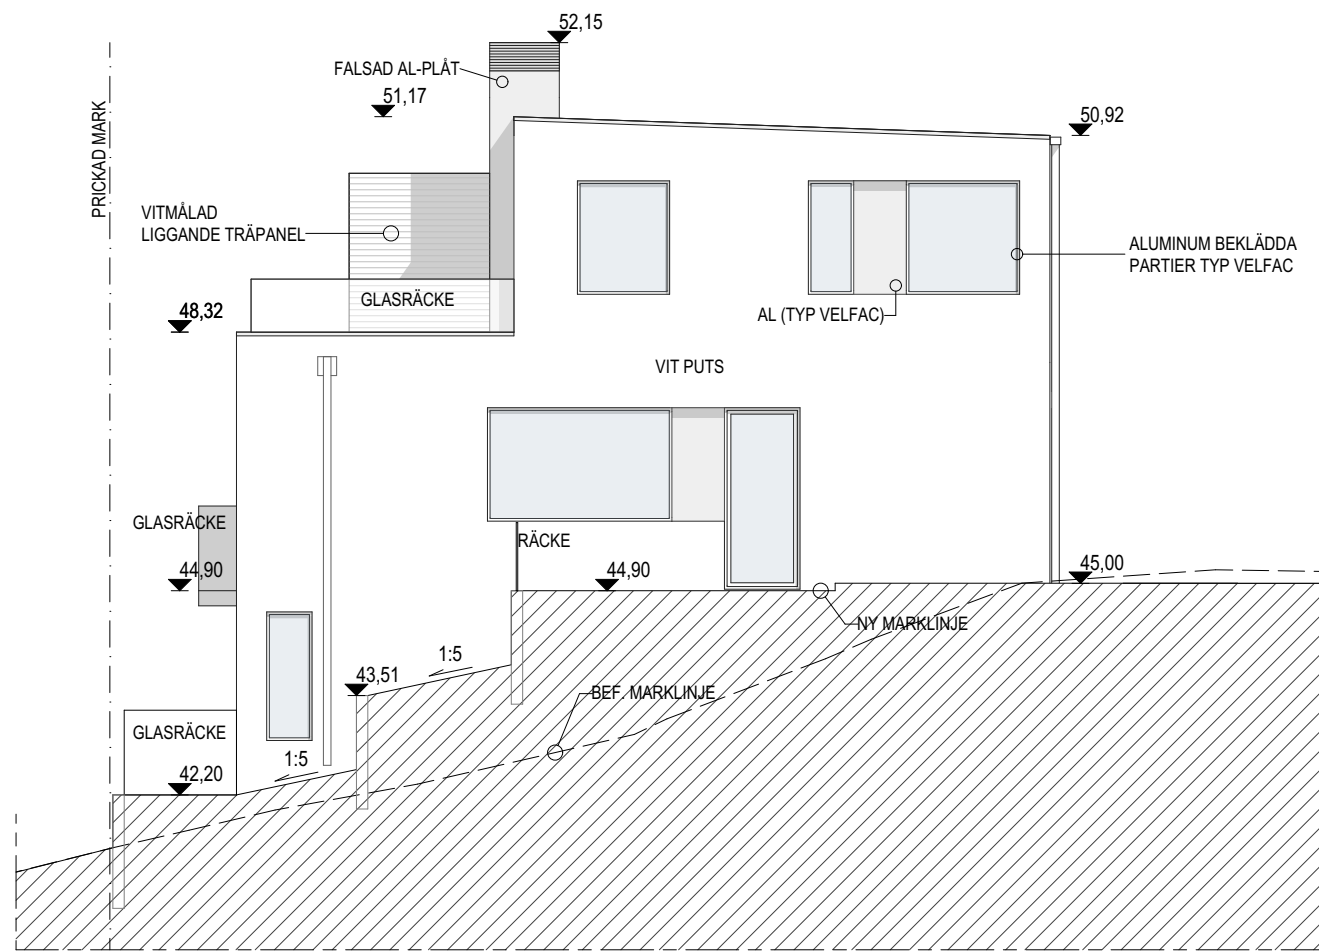 52,15
FALSAD AL-PLÅT
51,17
50,92
PRICKAD MARK
VITMÅLAD
LIGGANDE TRÄPANEL
ALUMINUM BEKLÄDDA
PARTIER TYP VELFAC
GLASRÄCKE
48,32
AL (TYP VELFAC)
VIT PUTS
GLASRÄCKE
RÄCKE
44,90
44,90
45,00
NY MARKLINJE
1:5
43,51
BEF. MARKLINJE
GLASRÄCKE
1:5
42,20